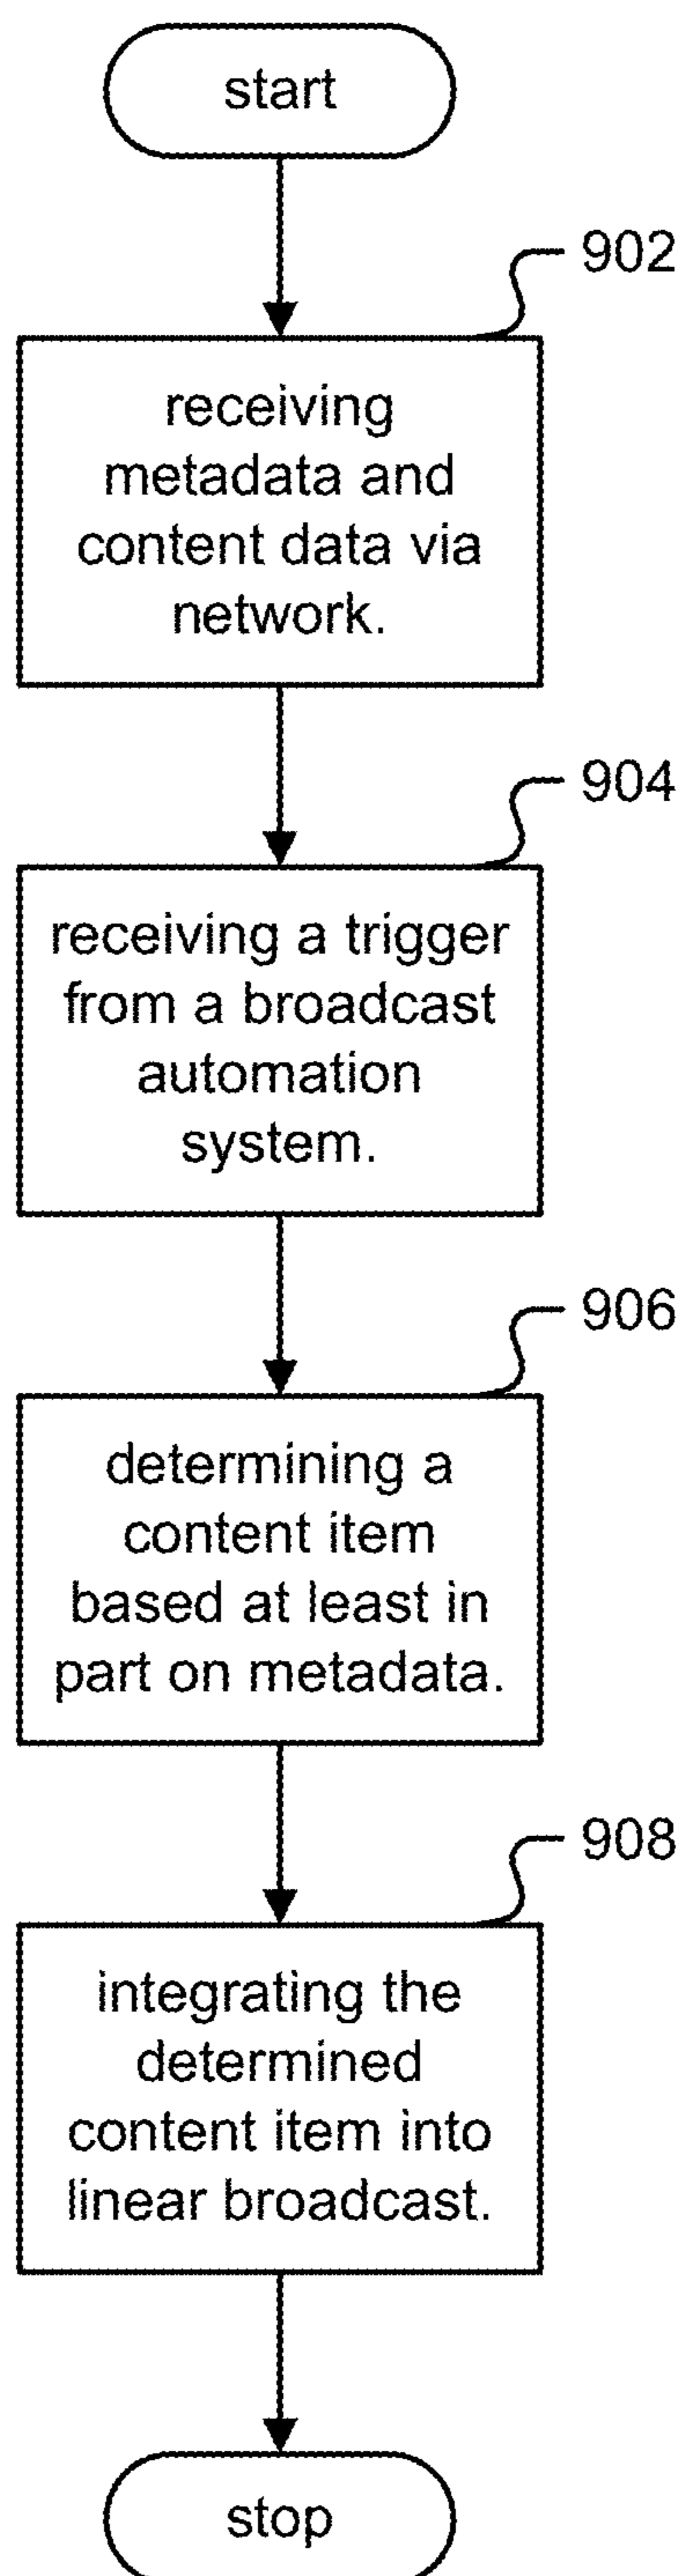 start
902
receiving
metadata and
content data via
network.
904
receiving a trigger
from a broadcast
automation
system.
906
determining a
content item
based at least in
part on metadata.
908
integrating the
determined
content item into
linear broadcast.
stop